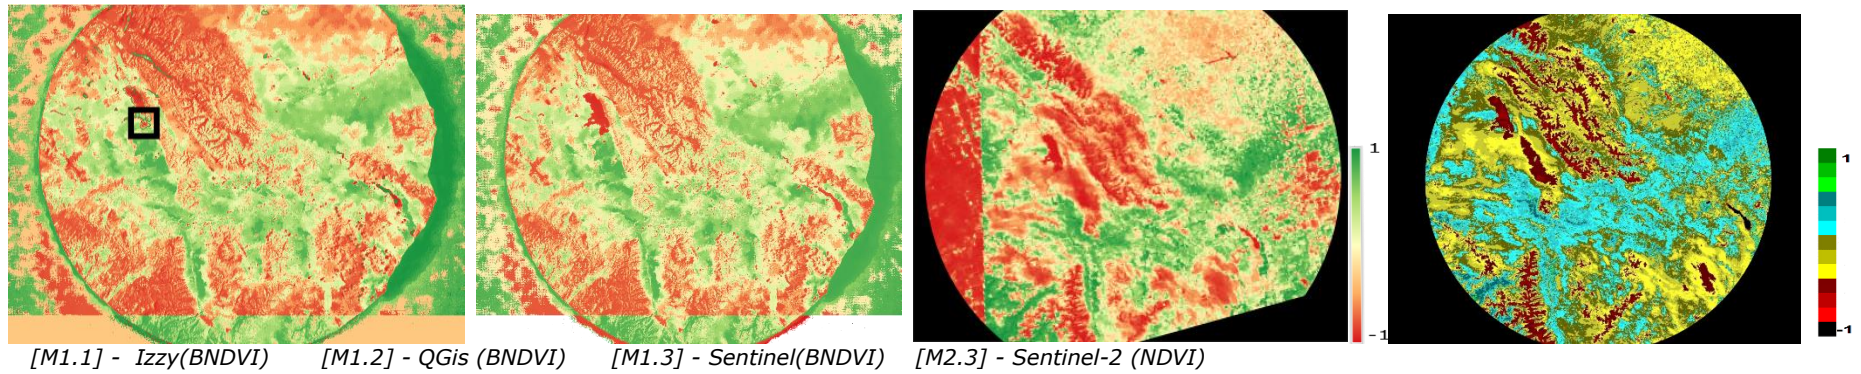 1
-1
1
-1
[M1.1] - Izzy(BNDVI) [M1.2] - QGis (BNDVI) [M1.3] - Sentinel(BNDVI) [M2.3] - Sentinel-2 (NDVI)